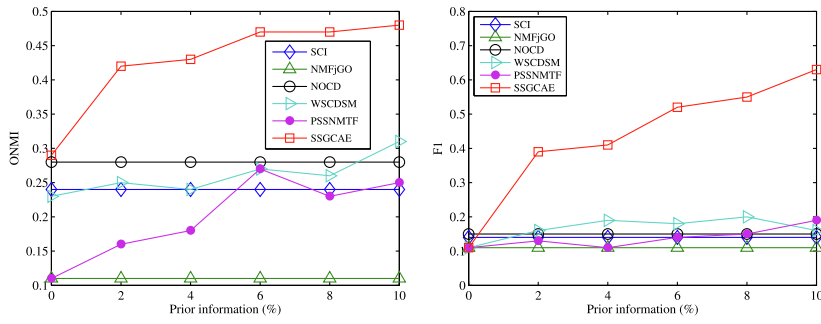 0.5
0.45
0.4
0.35
0.3
0.25
0.2
0.15
0.1
ONMI
SCI
NMFjGO
NOCD
WSCDSM
PSSNMTF
SSGCAE
0 2 4 6 8 10
Prior information (%)
0.8
0.7
0.6
0.5
0.4
0.3
0.2
0.1
0
F1
SCI
NMFjGO
NOCD
WSCDSM
PSSNMTF
SSGCAE
0 2 4 6 8 10
Prior information (%)